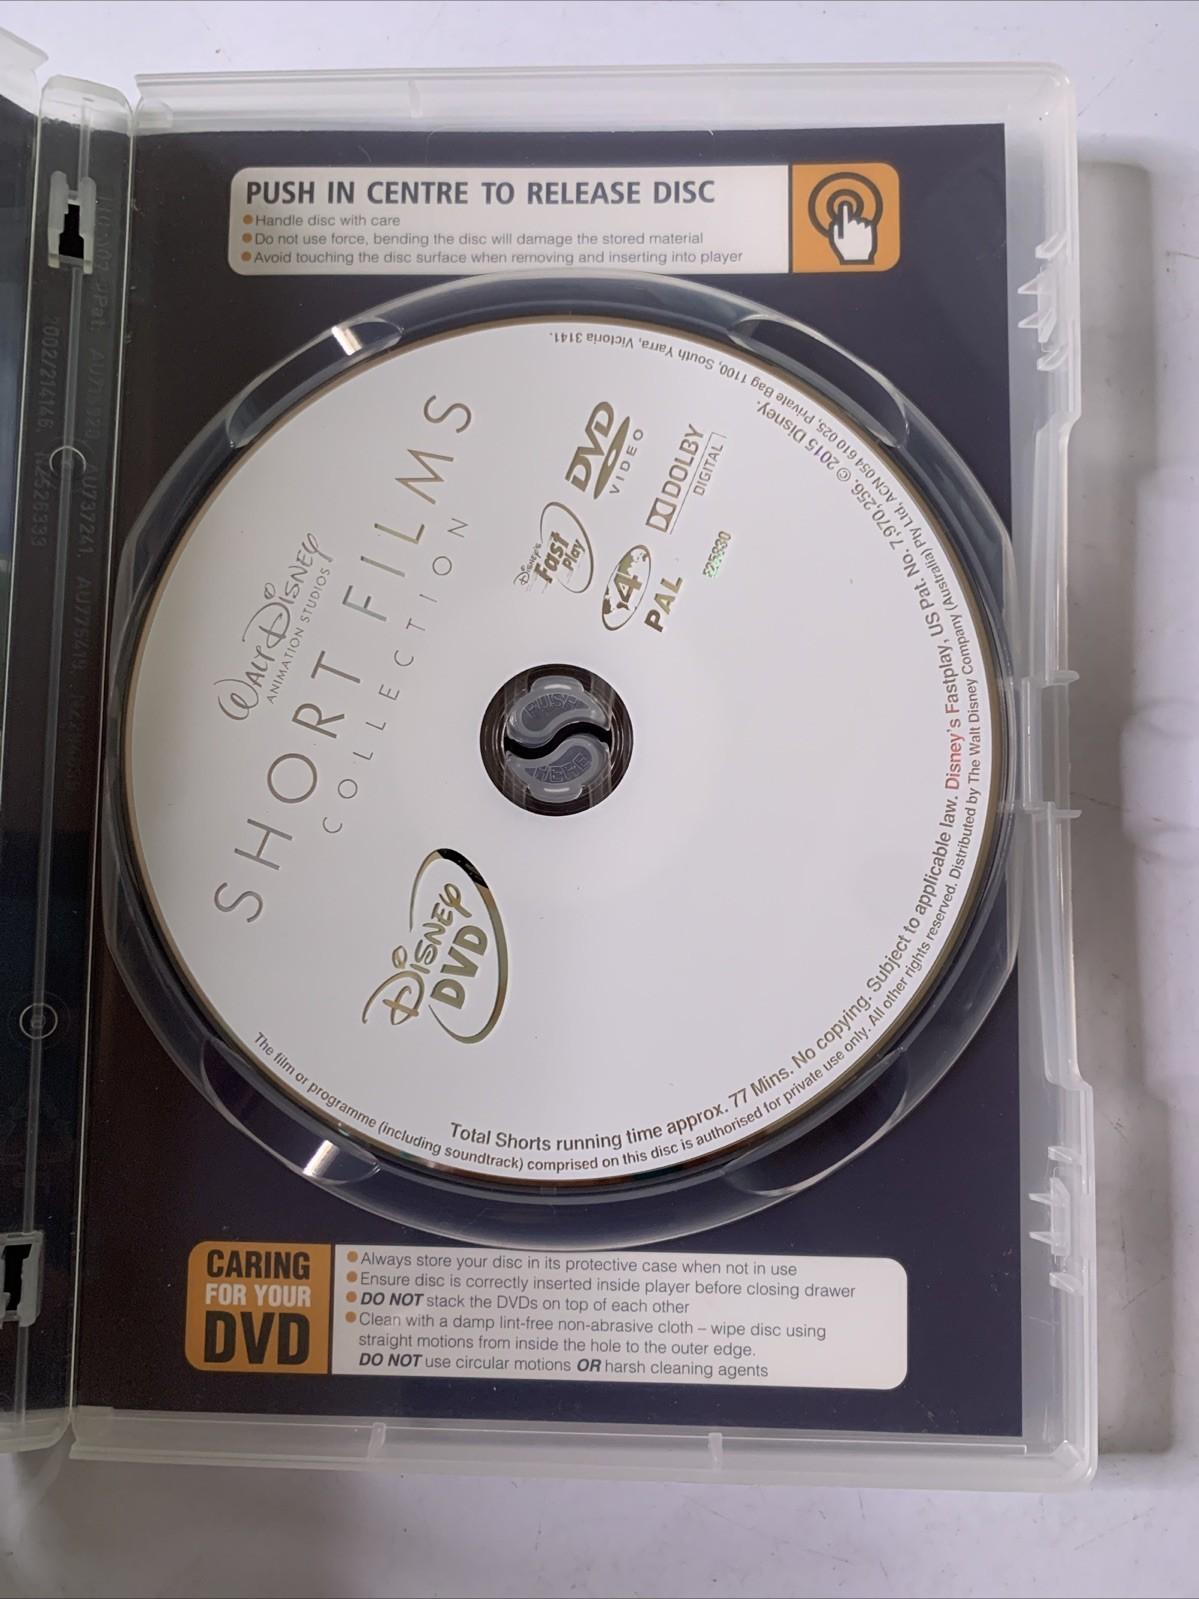 PUSH IN CENTRE TO RELEASE DISC
Handle disc with care
Do not use force, bending the disc will damage the stored material
Avoid touching the disc surface when removing and inserting into player
WALT DISNEY
ANIMATION STUDIOS
SHORT FILMS
COLLECTION
DISNEY
DVD
DVD
VIDEO
DOLBY
DIGITAL
DISNEY'S
Fast
Play
4
PAL
PUSH
HERE
Total Shorts running time approx. 77 Mins. No copying. Subject to applicable law. Disney's Fastplay, US Pat. No. 7,970,256. © 2015 Disney.
The film or programme (including soundtrack) comprised on this disc is authorised for private use only. All other rights reserved. Distributed by The Walt Disney Company (Australia) Pty Ltd, ACN 054 610 025, Private Bag 1100, South Yarra, Victoria 3141.
CARING
FOR YOUR
DVD
Always store your disc in its protective case when not in use
Ensure disc is correctly inserted inside player before closing drawer
DO NOT stack the DVDs on top of each other
Clean with a damp lint-free non-abrasive cloth – wipe disc using
straight motions from inside the hole to the outer edge.
DO NOT use circular motions OR harsh cleaning agents